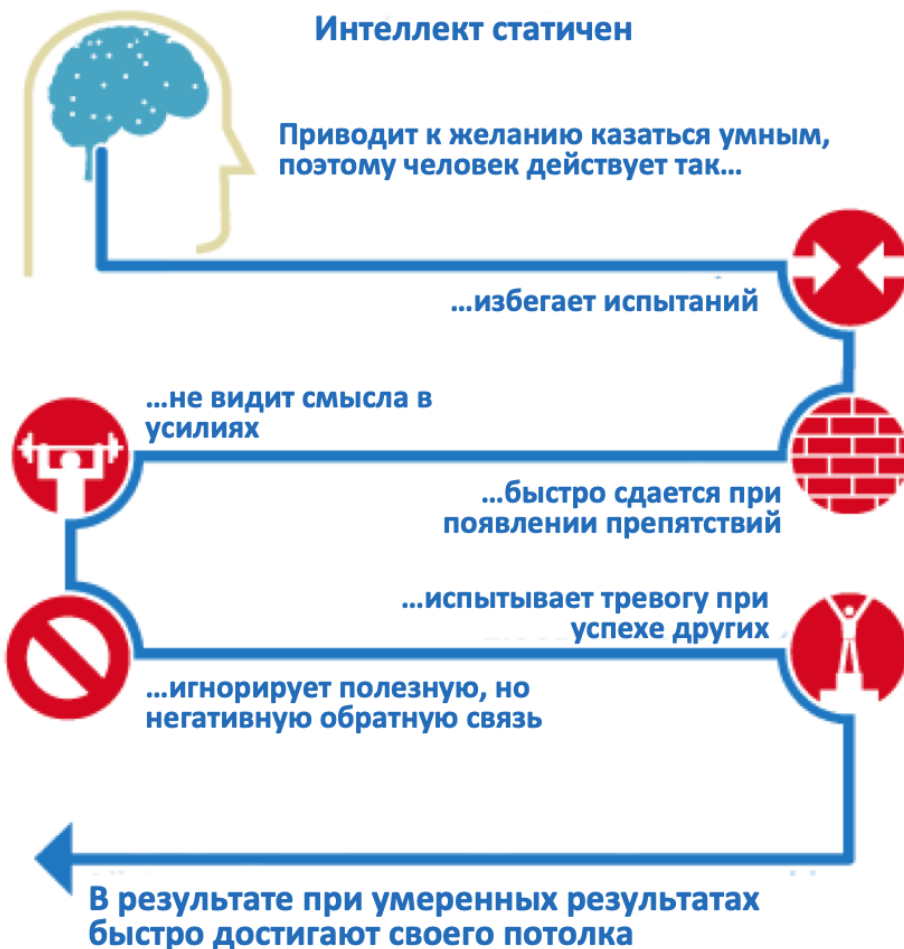 Интеллект статичен
Приводит к желанию казаться умным,
поэтому человек действует так...
...избегает испытаний
...быстро сдается при
появлении препятствий
...не видит смысла в
усилиях
...игнорирует полезную, но
негативную обратную связь
...испытывает тревогу при
успехе других
В результате при умеренных результатах
быстро достигают своего потолка